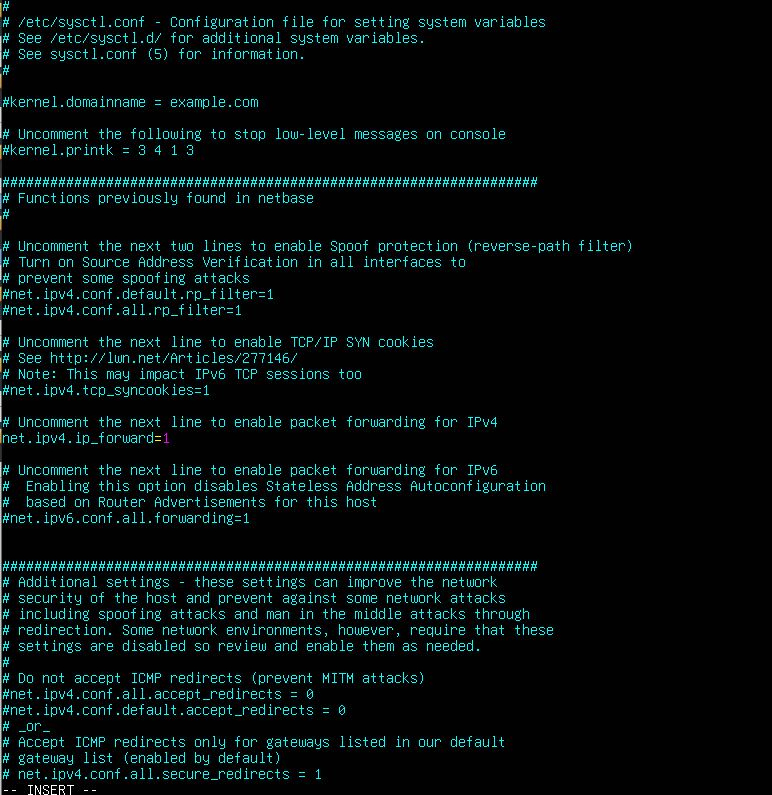 #
# /etc/sysctl.conf - Configuration file for setting system variables
# See /etc/sysctl.d/ for additional system variables.
# See sysctl.conf (5) for information.
#
#kernel.domainname = example.com
# Uncomment the following to stop low-level messages on console
#kernel.printk = 3 4 1 3
###################################################################
# Functions previously found in netbase
#
# Uncomment the next two lines to enable Spoof protection (reverse-path filter)
# Turn on Source Address Verification in all interfaces to
# prevent some spoofing attacks
#net.ipv4.conf.default.rp_filter=1
#net.ipv4.conf.all.rp_filter=1
# Uncomment the next line to enable TCP/IP SYN cookies
# See http://lwn.net/Articles/277146/
# Note: This may impact IPv6 TCP sessions too
#net.ipv4.tcp_syncookies=1
# Uncomment the next line to enable packet forwarding for IPv4
net.ipv4.ip_forward=1
# Uncomment the next line to enable packet forwarding for IPv6
#  Enabling this option disables Stateless Address Autoconfiguration
#  based on Router Advertisements for this host
#net.ipv6.conf.all.forwarding=1
###################################################################
# Additional settings - these settings can improve the network
# security of the host and prevent against some network attacks
# including spoofing attacks and man in the middle attacks through
# redirection. Some network environments, however, require that these
# settings are disabled so review and enable them as needed.
#
# Do not accept ICMP redirects (prevent MITM attacks)
#net.ipv4.conf.all.accept_redirects = 0
#net.ipv4.conf.default.accept_redirects = 0
# _or_
# Accept ICMP redirects only for gateways listed in our default
# gateway list (enabled by default)
# net.ipv4.conf.all.secure_redirects = 1
-- INSERT --